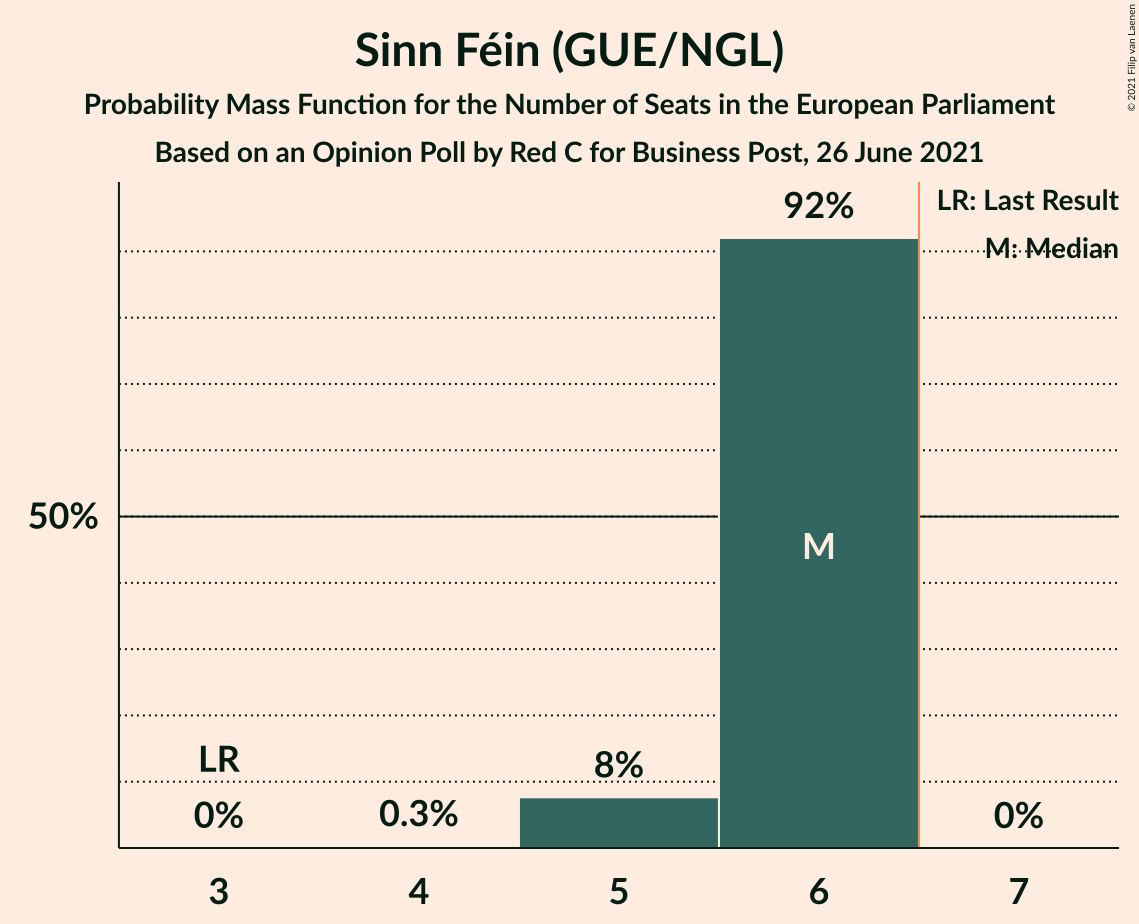 Sinn Féin (GUE/NGL)
Probability Mass Function for the Number of Seats in the European Parliament
Based on an Opinion Poll by Red C for Business Post, 26 June 2021
© 2021 Filip van Laenen
LR: Last Result
M: Median
92%
50%
M
LR
0%
0.3%
8%
0%
3
4
5
6
7